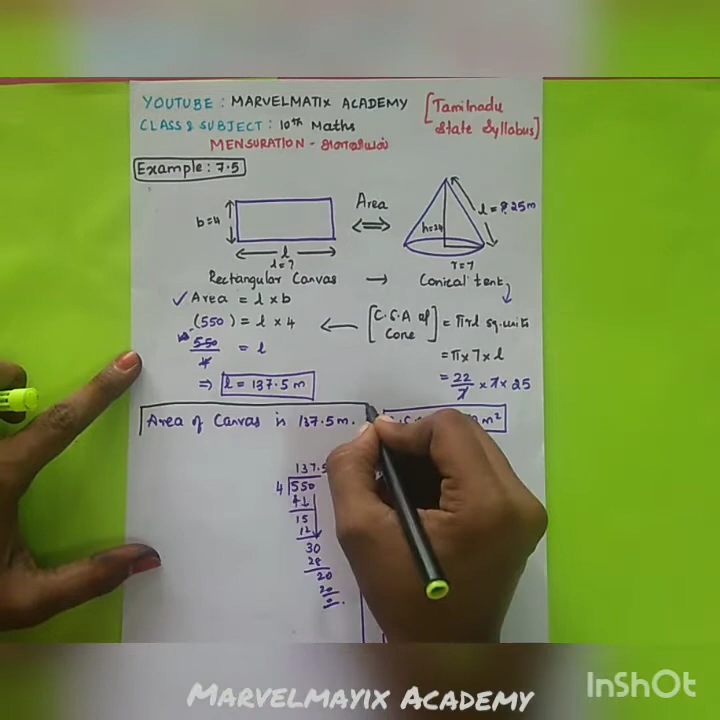 YOUTUBE : MARVELMATIX ACADEMY
CLASS & SUBJECT : 10th Maths
[Tamilnadu
State Syllabus]
MENSURATION - அளவியல்
Example : 7.5
b=4
l
l=?
Area
h=24
l=? 25m
r=7
Rectangular Canvas → Conical tent
✓ Area = l × b
(550) = l × 4
550/4 = l
⇒ l = 137.5 m
[C.S.A of Cone] = πrl sq.units
= π×7×l
= 22/7 × 7 × 25
Area of Canvas is 137.5m.
m²
137.5
4 550
4↓
15
12
30
28
20
20
0
InShOt
MARVELMAYIX ACADEMY